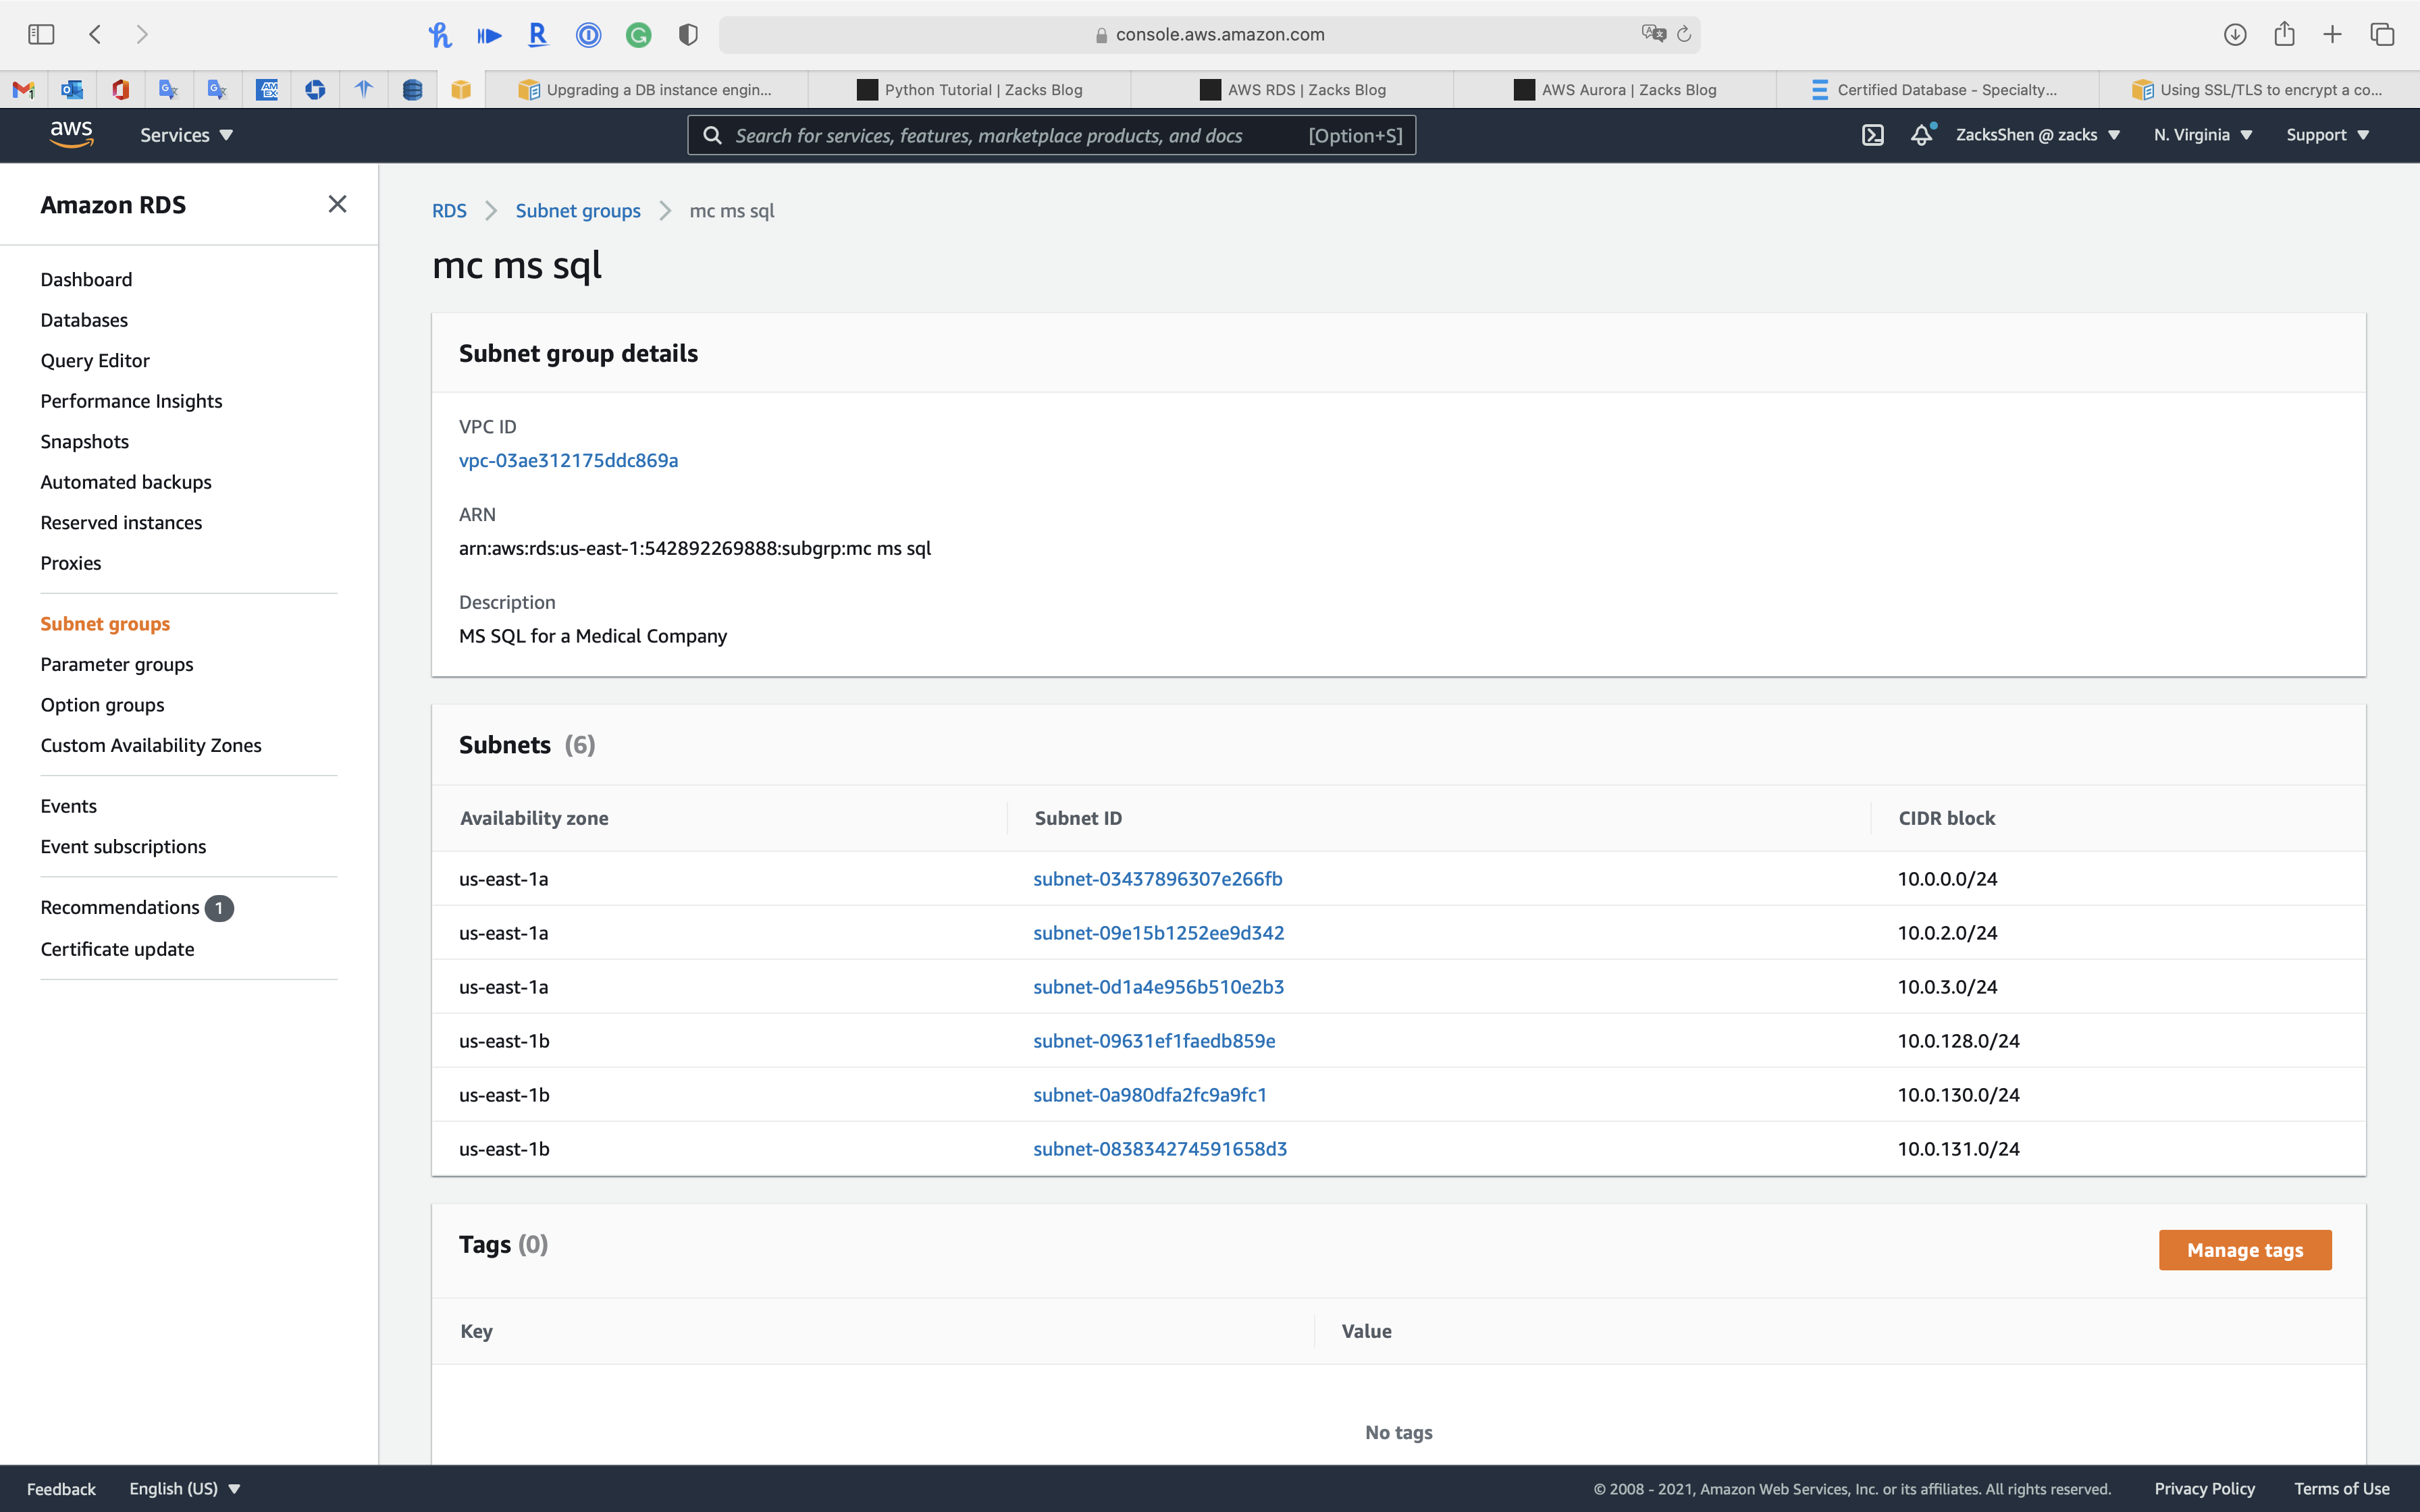 console.aws.amazon.com
Upgrading a DB instance engin...
Python Tutorial | Zacks Blog
AWS RDS | Zacks Blog
AWS Aurora | Zacks Blog
Certified Database - Specialty...
Using SSL/TLS to encrypt a co...
aws
Services
Search for services, features, marketplace products, and docs
[Option+S]
ZacksShen @ zacks
N. Virginia
Support
Amazon RDS
Dashboard
Databases
Query Editor
Performance Insights
Snapshots
Automated backups
Reserved instances
Proxies
Subnet groups
Parameter groups
Option groups
Custom Availability Zones
Events
Event subscriptions
Recommendations 1
Certificate update
RDS > Subnet groups > mc ms sql
mc ms sql
Subnet group details
VPC ID
vpc-03ae312175ddc869a
ARN
arn:aws:rds:us-east-1:542892269888:subgrp:mc ms sql
Description
MS SQL for a Medical Company
Subnets (6)
Availability zone Subnet ID CIDR block
us-east-1a subnet-03437896307e266fb 10.0.0.0/24
us-east-1a subnet-09e15b1252ee9d342 10.0.2.0/24
us-east-1a subnet-0d1a4e956b510e2b3 10.0.3.0/24
us-east-1b subnet-09631ef1faedb859e 10.0.128.0/24
us-east-1b subnet-0a980dfa2fc9a9fc1 10.0.130.0/24
us-east-1b subnet-083834274591658d3 10.0.131.0/24
Tags (0)
Manage tags
Key Value
No tags
Feedback
English (US)
© 2008 - 2021, Amazon Web Services, Inc. or its affiliates. All rights reserved.
Privacy Policy
Terms of Use